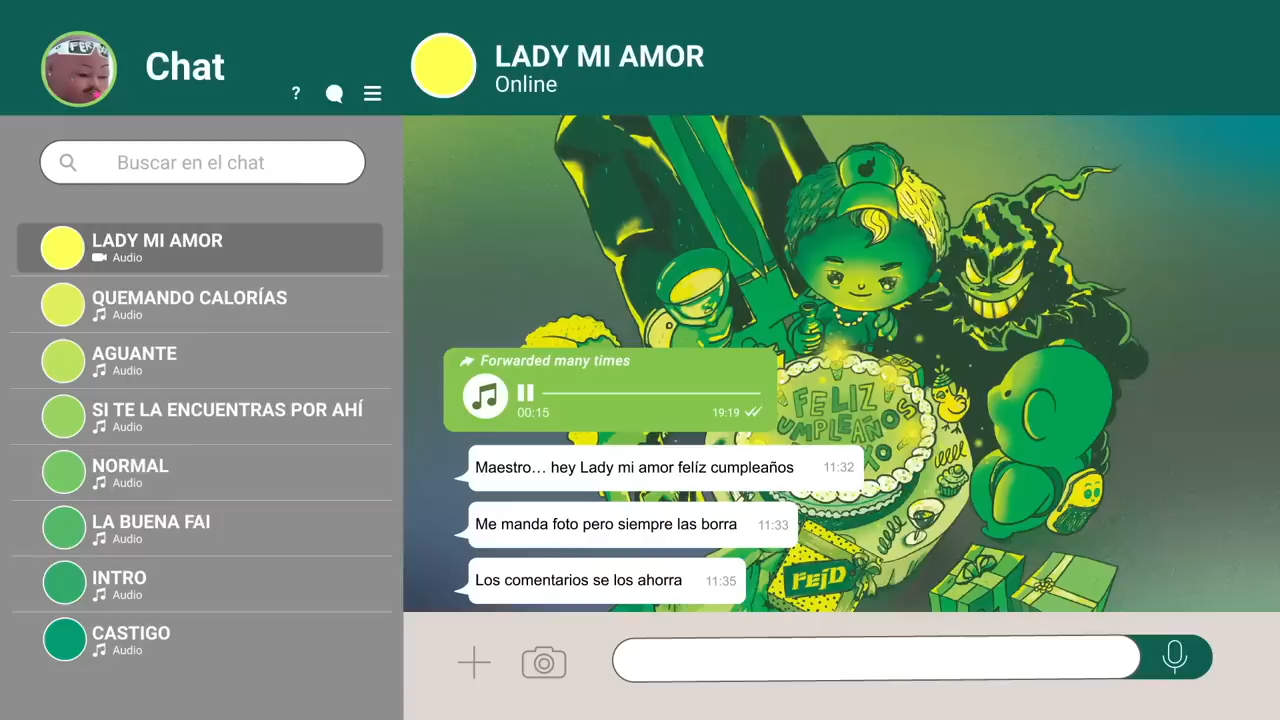 FER
Chat
?
LADY MI AMOR
Online
Buscar en el chat
LADY MI AMOR
Audio
QUEMANDO CALORÍAS
Audio
AGUANTE
Audio
SI TE LA ENCUENTRAS POR AHÍ
Audio
NORMAL
Audio
LA BUENA FAI
Audio
INTRO
Audio
CASTIGO
Audio
Forwarded many times
00:15
19:19
Maestro... hey Lady mi amor felíz cumpleaños
11:32
Me manda foto pero siempre las borra
11:33
Los comentarios se los ahorra
11:35
FELIZ
CUMPLEAÑOS
FEID